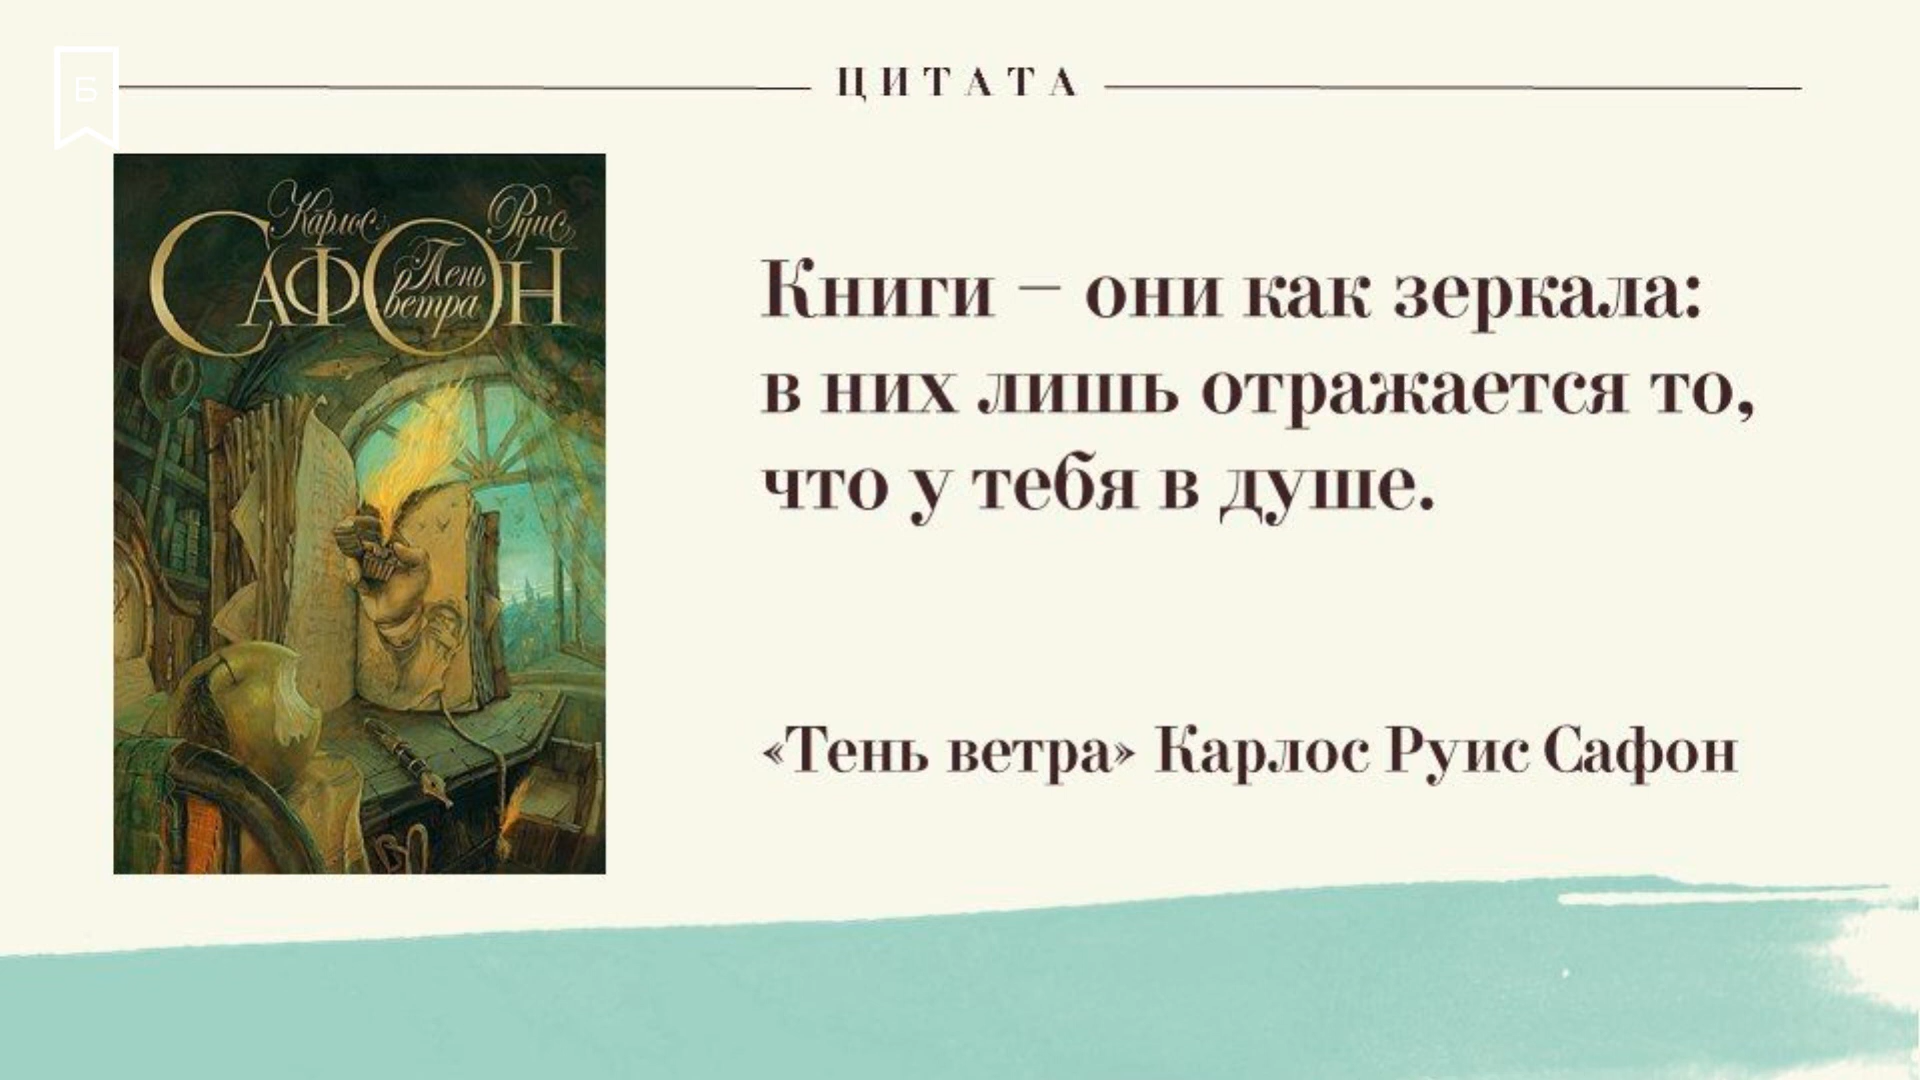 Б
ЦИТАТА
Карлос Руис
САФОН
Тень
ветра
Книги – они как зеркала:
в них лишь отражается то,
что у тебя в душе.
«Тень ветра» Карлос Руис Сафон